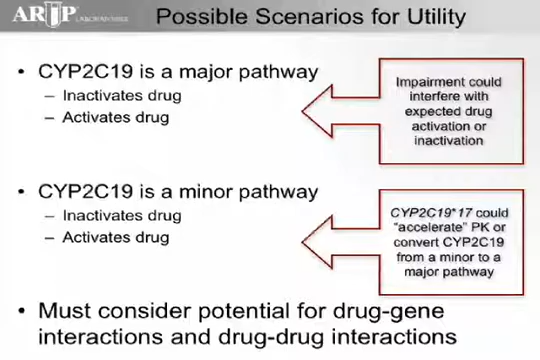 ARUP LABORATORIES
Possible Scenarios for Utility
• CYP2C19 is a major pathway
– Inactivates drug
– Activates drug
Impairment could
interfere with
expected drug
activation or
inactivation
• CYP2C19 is a minor pathway
– Inactivates drug
– Activates drug
CYP2C19*17 could
“accelerate” PK or
convert CYP2C19
from a minor to a
major pathway
• Must consider potential for drug-gene
interactions and drug-drug interactions